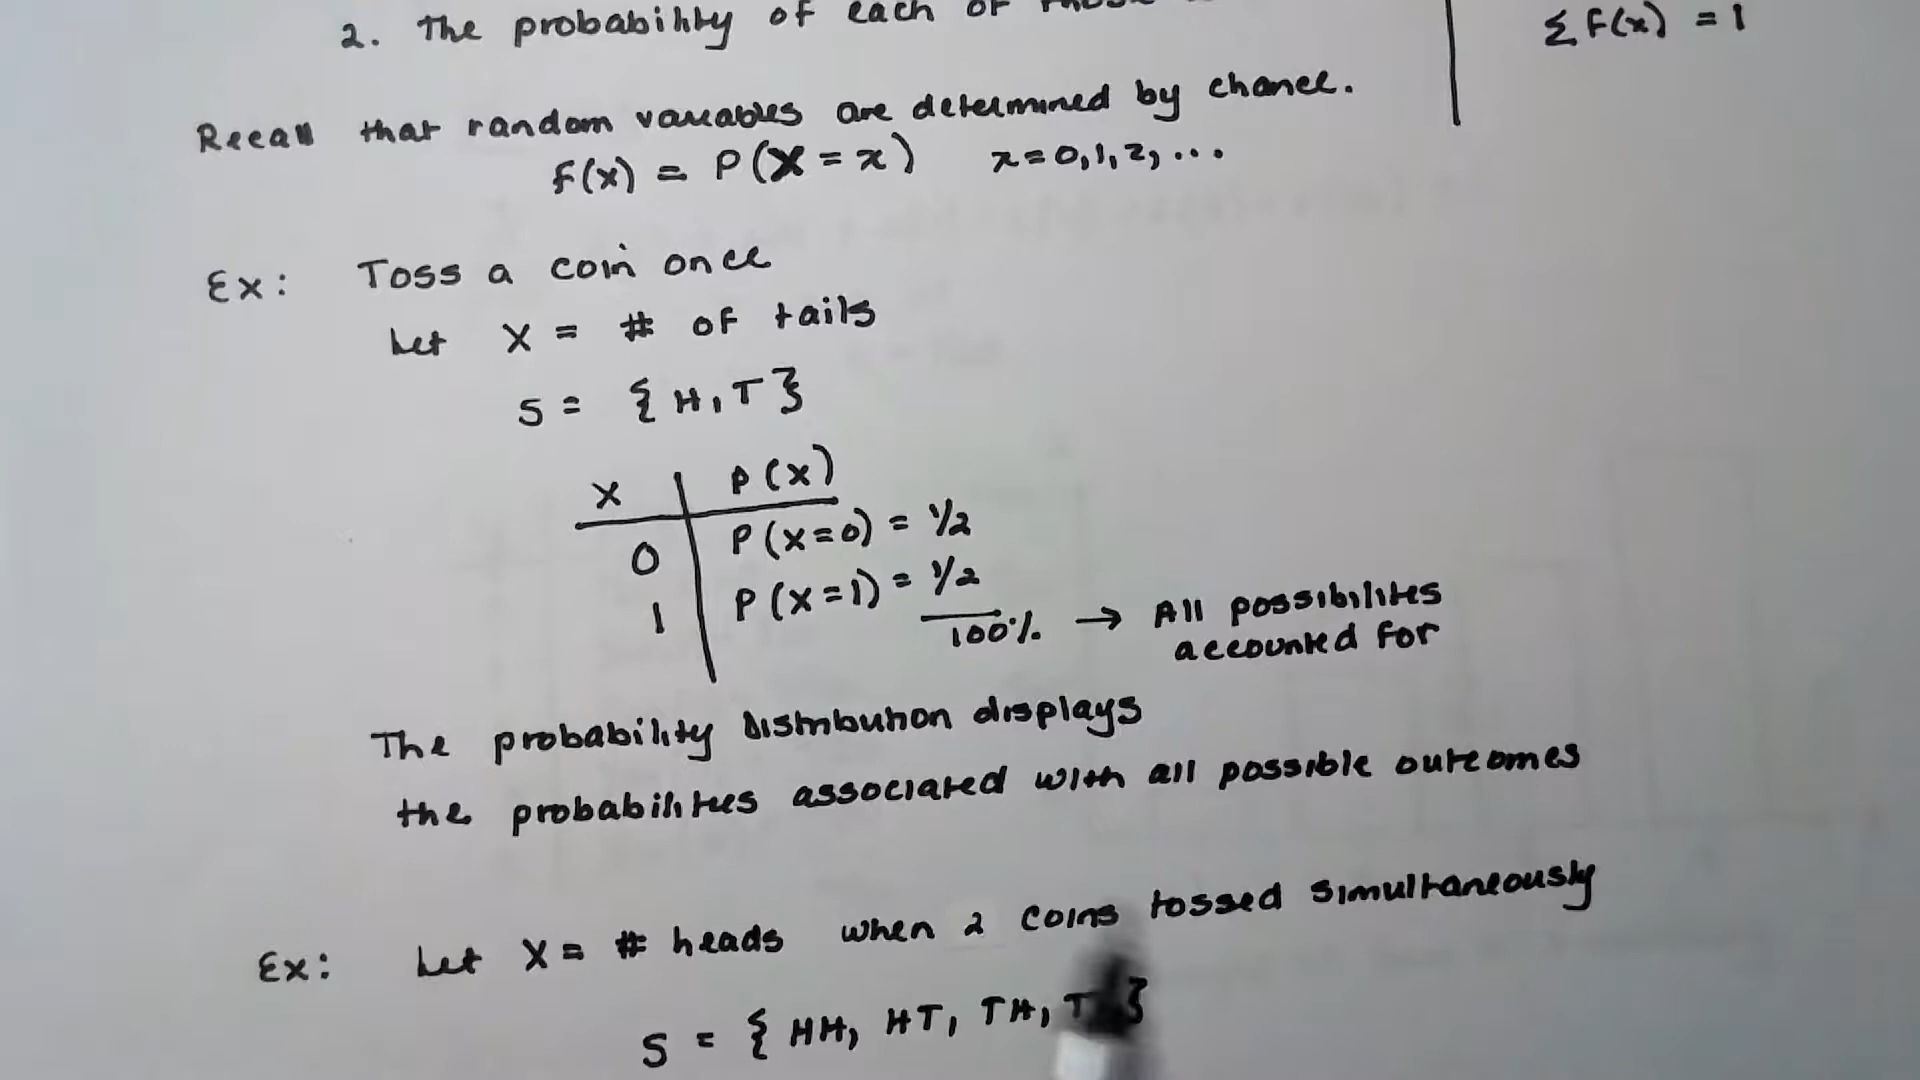 2. The probability of each of
Σ f(x) = 1
Recall that random variables are determined by chance.
f(x) = P(X = x) x = 0, 1, 2, ...
Ex: Toss a coin once
Let X = # of tails
S = { H, T }
X P(X)
0 P(X=0) = 1/2
1 P(X=1) = 1/2
100% → All possibilites
accounted for
The probability Distribution displays
the probabilities associated with all possible outcomes
Ex: Let X = # heads when 2 coins tossed simultaneously
S = { HH, HT, TH, T }